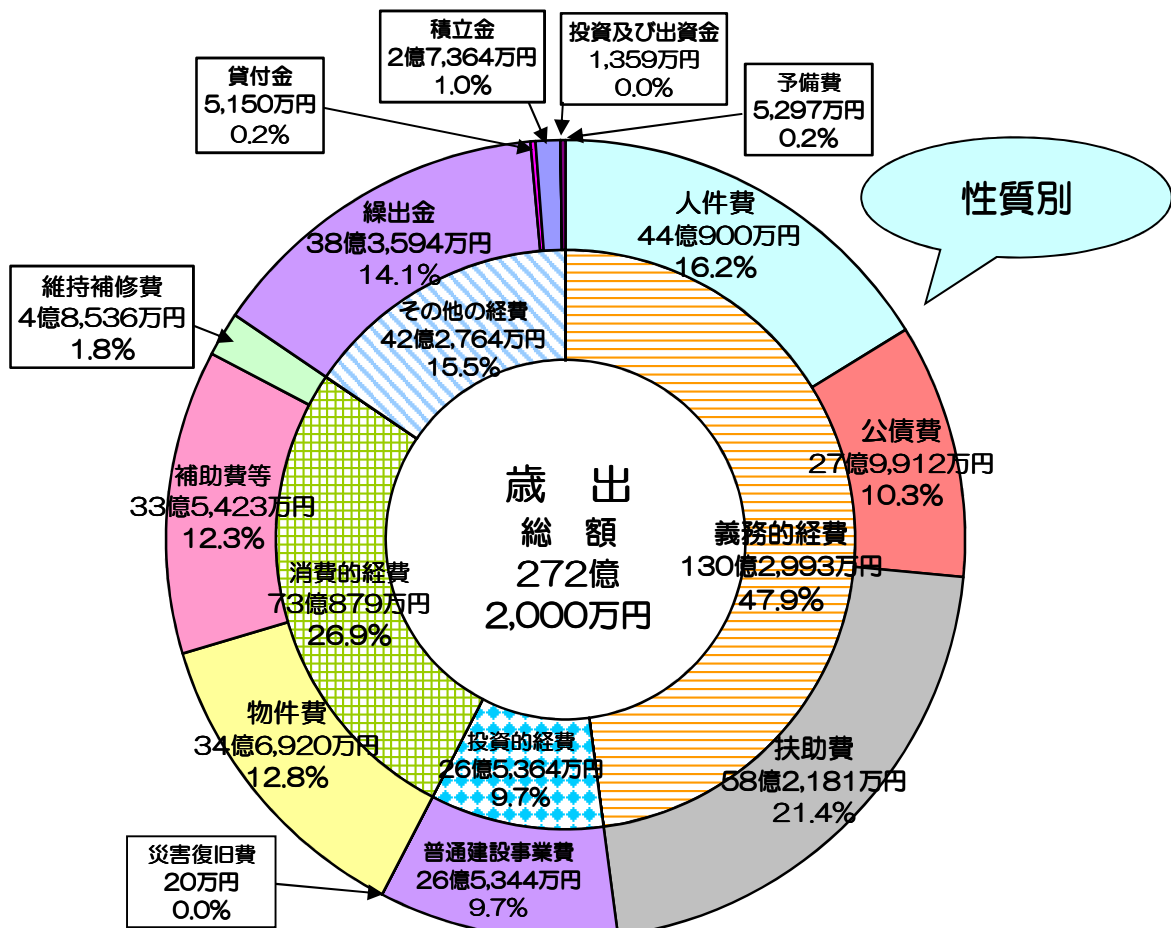 積立金
2億7,364万円
1.0%
投資及び出資金
1,359万円
0.0%
貸付金
5,150万円
0.2%
予備費
5,297万円
0.2%
性質別
人件費
44億900万円
16.2%
繰出金
38億3,594万円
14.1%
維持補修費
4億8,536万円
1.8%
その他の経費
42億2,764万円
15.5%
公債費
27億9,912万円
10.3%
補助費等
33億5,423万円
12.3%
歳 出
総 額
272億
2,000万円
義務的経費
130億2,993万円
47.9%
消費的経費
73億879万円
26.9%
物件費
34億6,920万円
12.8%
投資的経費
26億5,364万円
9.7%
扶助費
58億2,181万円
21.4%
災害復旧費
20万円
0.0%
普通建設事業費
26億5,344万円
9.7%